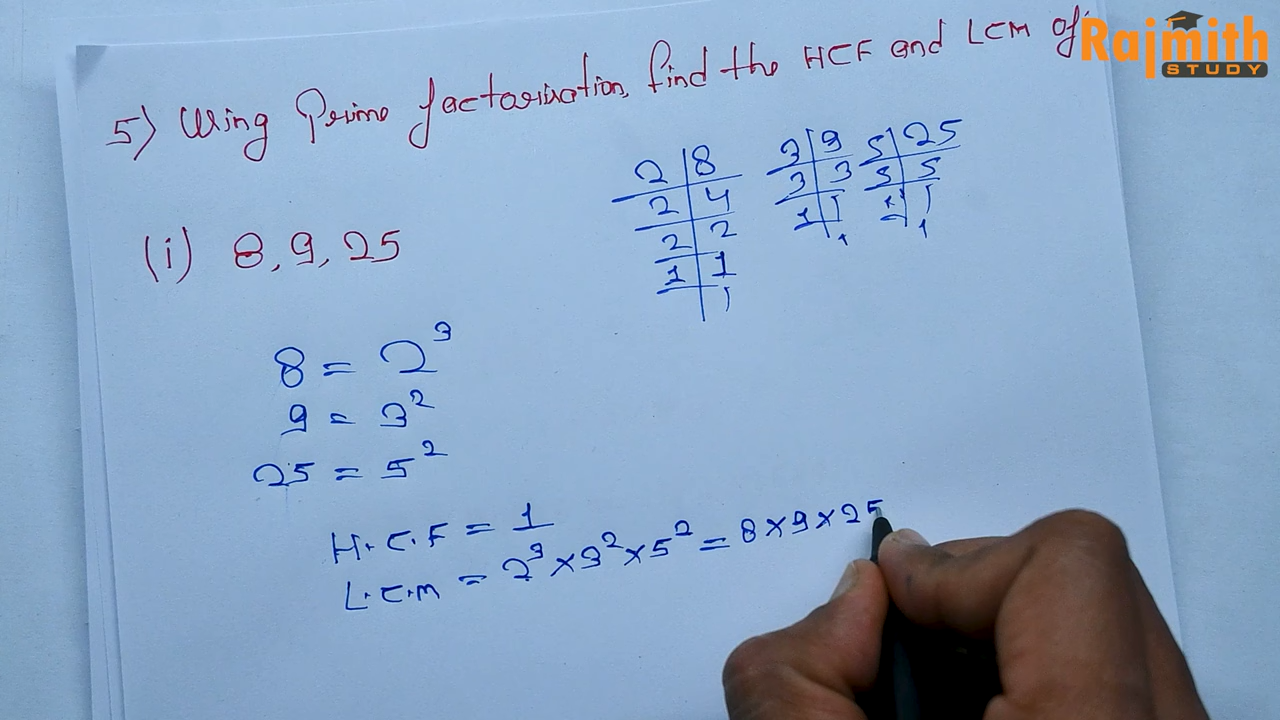 Rajmith
STUDY
5) Using Prime factorisation, find the HCF and LCM of
(i) 8, 9, 25
2 | 8
2 | 4
2 | 2
1 | 1
3 | 9
3 | 3
1 | 1
5 | 25
5 | 5
1 | 1
8 = 2³
9 = 3²
25 = 5²
H.C.F = 1
L.C.M = 2³ × 3² × 5² = 8 × 9 × 25